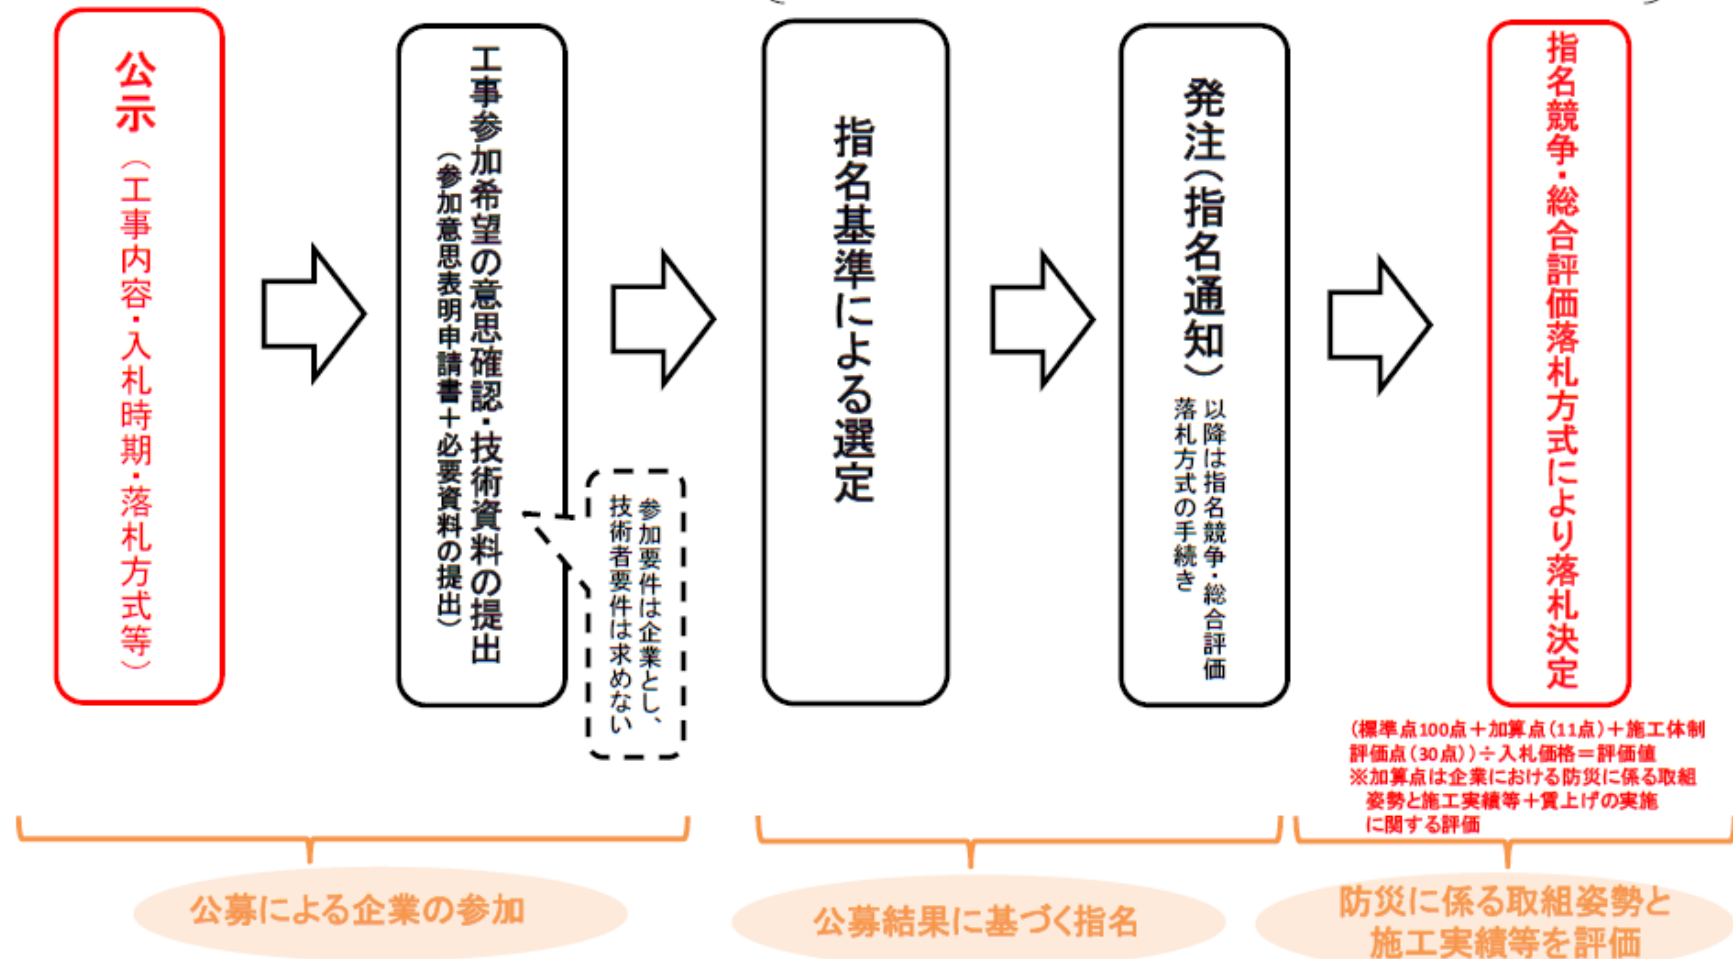 公示（工事内容・入札時期・落札方式等）
工事参加希望の意思確認・技術資料の提出
（参加意思表明申請書＋必要資料の提出）
参加要件は企業とし、
技術者要件は求めない
指名基準による選定
発注（指名通知）
以降は指名競争・総合評価
落札方式の手続き
指名競争・総合評価落札方式により落札決定
（標準点100点＋加算点（11点）＋施工体制
評価点（30点））÷入札価格＝評価値
※加算点は企業における防災に係る取組
姿勢と施工実績等＋賃上げの実施
に関する評価
公募による企業の参加
公募結果に基づく指名
防災に係る取組姿勢と
施工実績等を評価